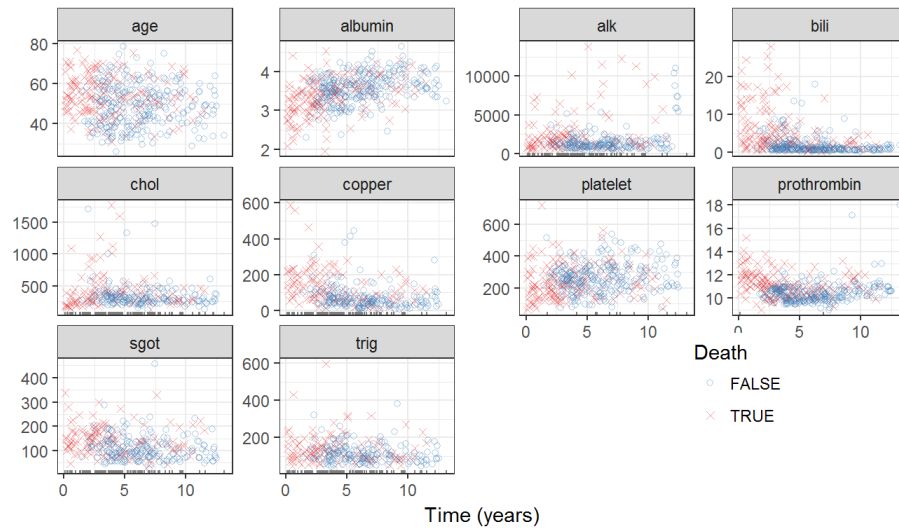 age albumin alk bili
80 60 40
4 3 2
10000 5000 0
20 10 0
chol copper platelet prothrombin
1500 1000 500
600 400 200 0
600 400 200
18 16 14 12 10
0 5 10 0 5 10
sgot trig
Death
400 300 200 100
600 400 200
FALSE
TRUE
0 5 10 0 5 10
Time (years)